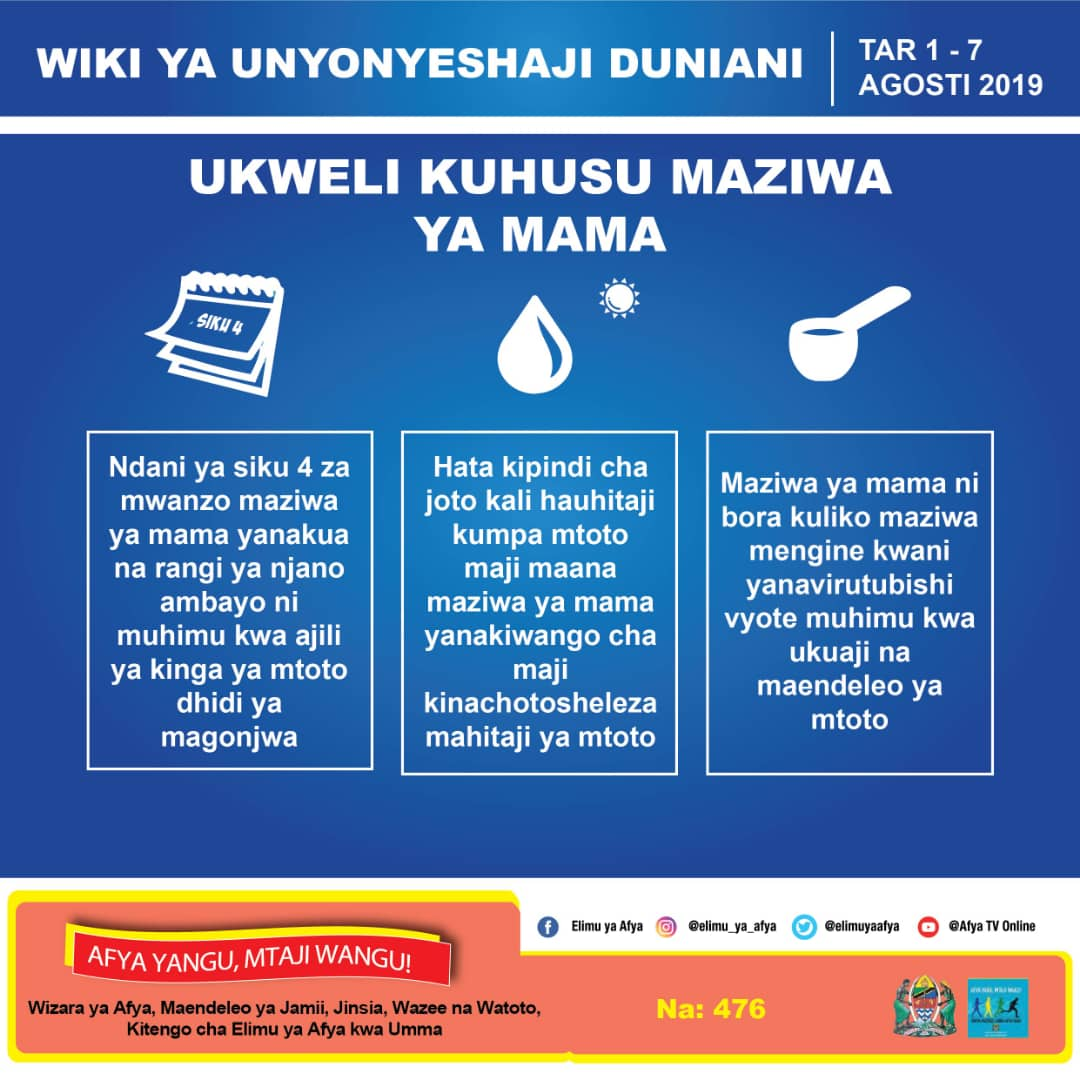 WIKI YA UNYONYESHAJI DUNIANI
TAR 1 - 7
AGOSTI 2019
UKWELI KUHUSU MAZIWA
YA MAMA
SIKU 4
Ndani ya siku 4 za
mwanzo maziwa
ya mama yanakua
na rangi ya njano
ambayo ni
muhimu kwa ajili
ya kinga ya mtoto
dhidi ya
magonjwa
Hata kipindi cha
joto kali hauhitaji
kumpa mtoto
maji maana
maziwa ya mama
yanakiwango cha
maji
kinachotosheleza
mahitaji ya mtoto
Maziwa ya mama ni
bora kuliko maziwa
mengine kwani
yanavirutubishi
vyote muhimu kwa
ukuaji na
maendeleo ya
mtoto
Elimu ya Afya
@elimu_ya_afya
@elimuyaafya
@Afya TV Online
AFYA YANGU, MTAJI WANGU!
Wizara ya Afya, Maendeleo ya Jamii, Jinsia, Wazee na Watoto,
Kitengo cha Elimu ya Afya kwa Umma
Na: 476